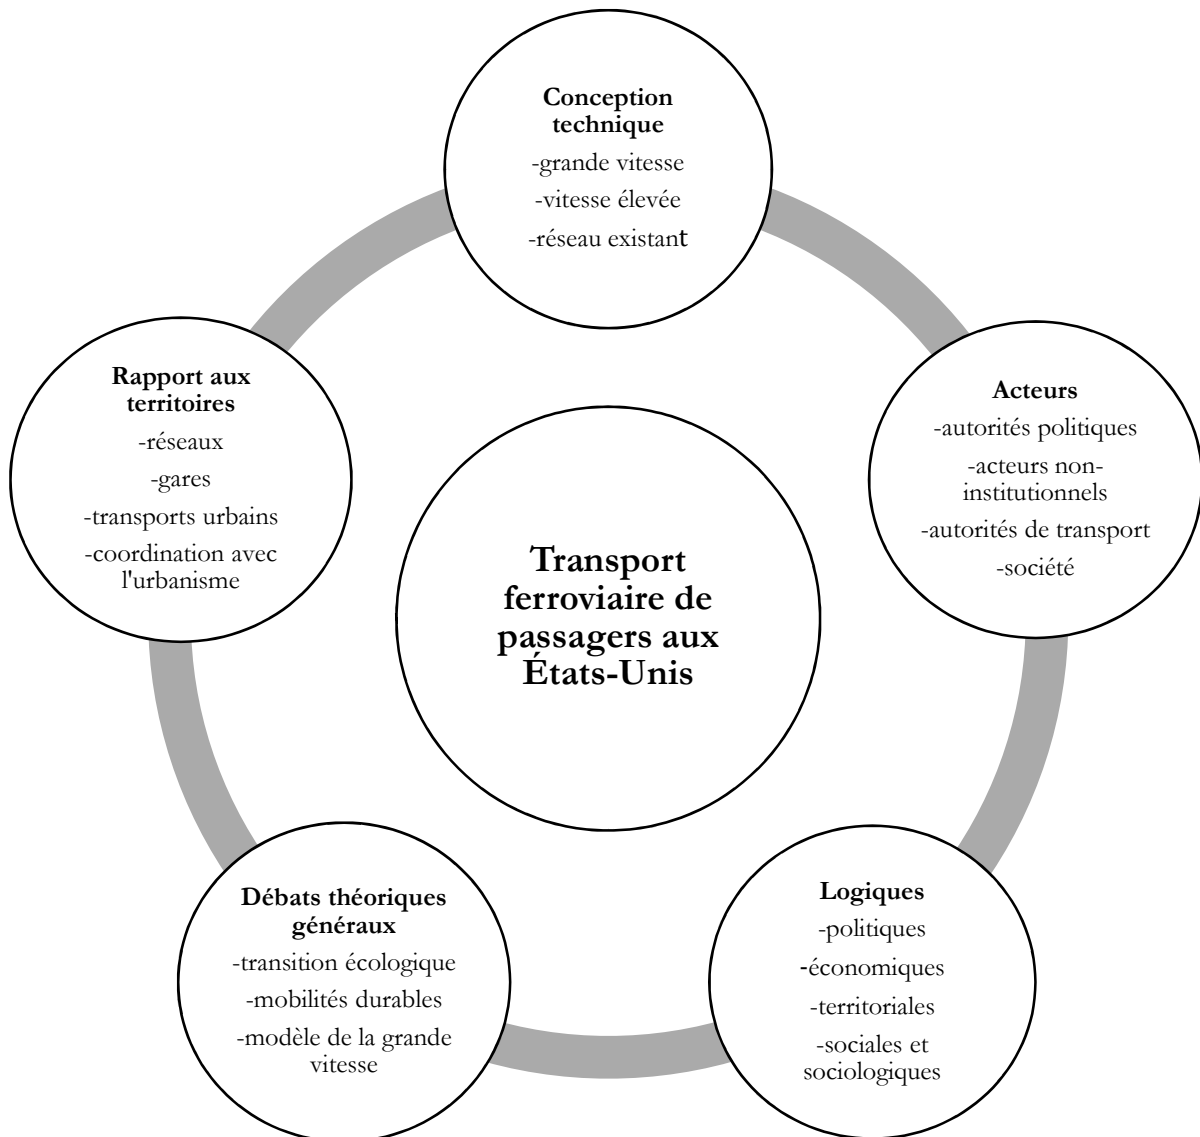 Conception
technique
-grande vitesse
-vitesse élevée
-réseau existant
Acteurs
-autorités politiques
-acteurs non-
institutionnels
-autorités de transport
-société
Logiques
-politiques
-économiques
-territoriales
-sociales et
sociologiques
Débats théoriques
généraux
-transition écologique
-mobilités durables
-modèle de la grande
vitesse
Rapport aux
territoires
-réseaux
-gares
-transports urbains
-coordination avec
l'urbanisme
Transport
ferroviaire de
passagers aux
États-Unis